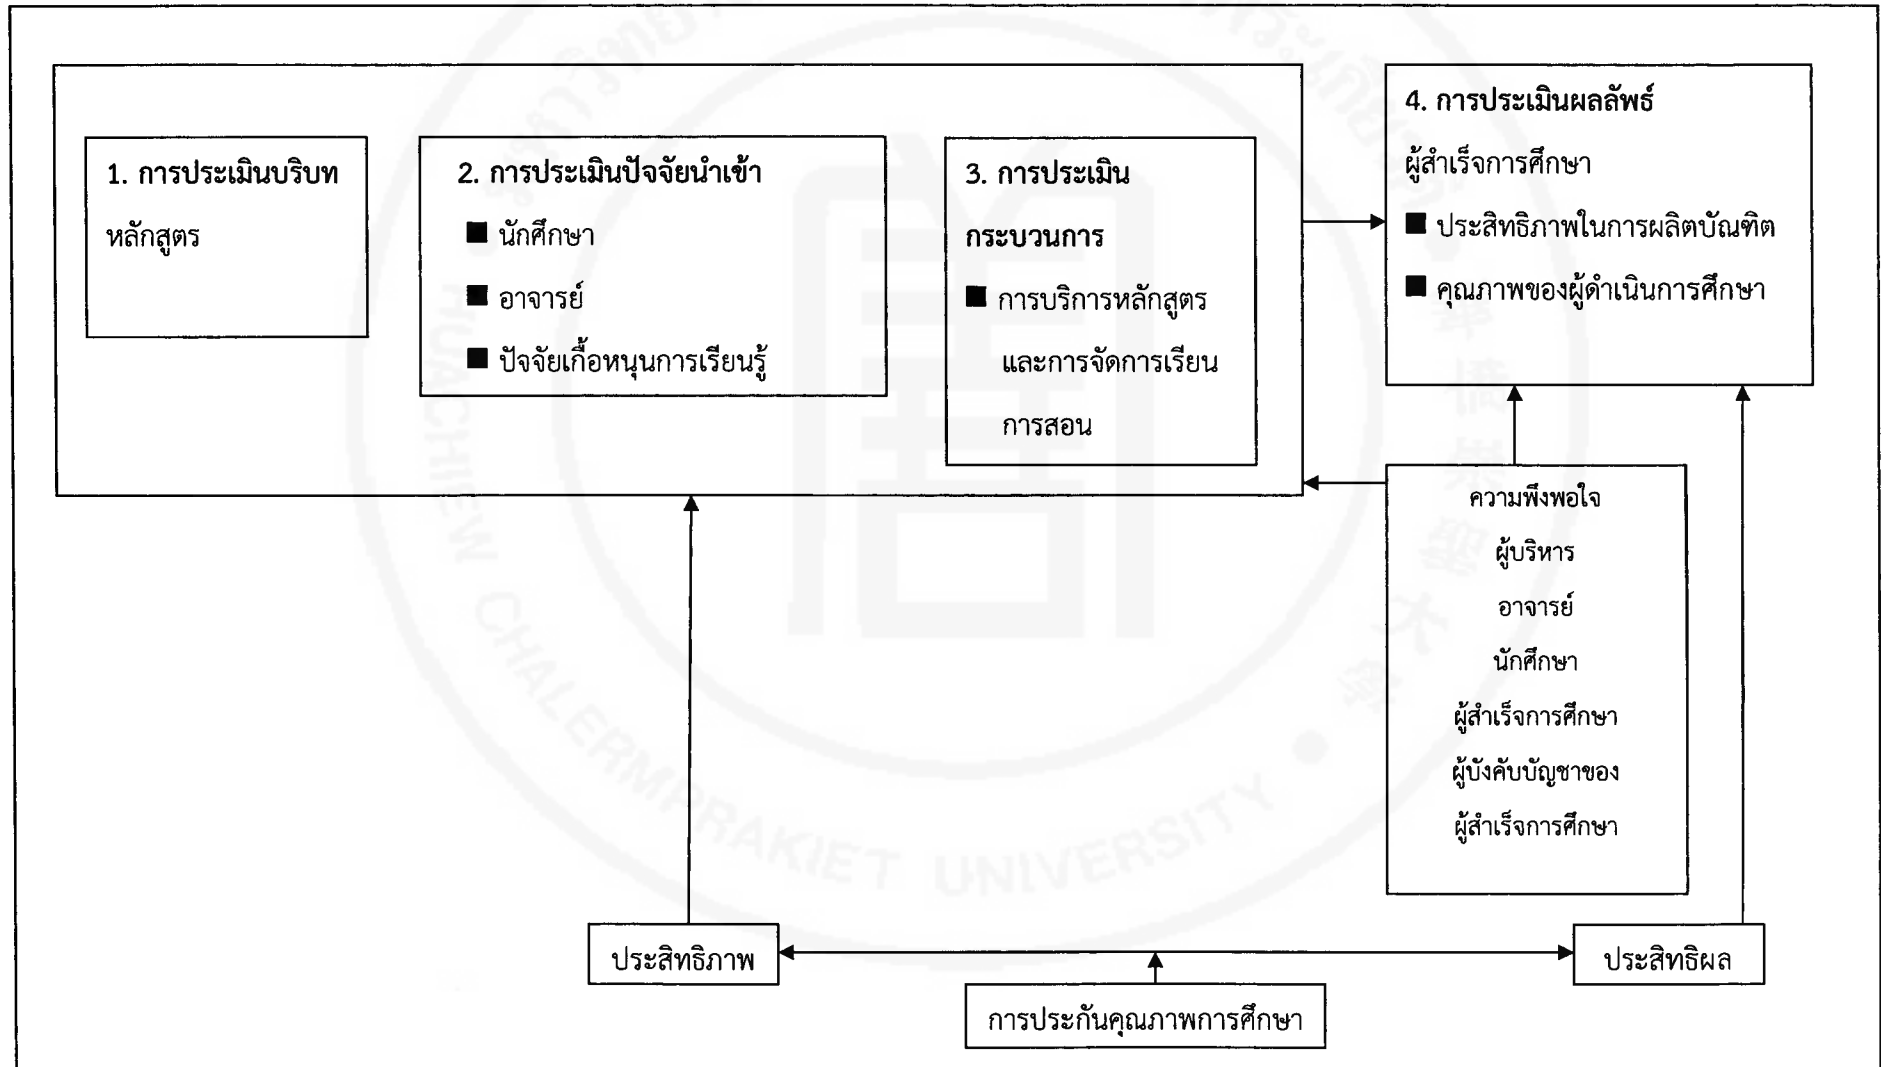 1. การประเมินบริบท
หลักสูตร
2. การประเมินปัจจัยนำเข้า
■ นักศึกษา
■ อาจารย์
■ ปัจจัยเกื้อหนุนการเรียนรู้
3. การประเมิน
กระบวนการ
■ การบริการหลักสูตร
และการจัดการเรียน
การสอน
4. การประเมินผลลัพธ์
ผู้สำเร็จการศึกษา
■ ประสิทธิภาพในการผลิตบัณฑิต
■ คุณภาพของผู้ดำเนินการศึกษา
ความพึงพอใจ
ผู้บริหาร
อาจารย์
นักศึกษา
ผู้สำเร็จการศึกษา
ผู้บังคับบัญชาของ
ผู้สำเร็จการศึกษา
ประสิทธิภาพ
ประสิทธิผล
การประกันคุณภาพการศึกษา
HUACHIEW CHALERMPRAKIET UNIVERSITY